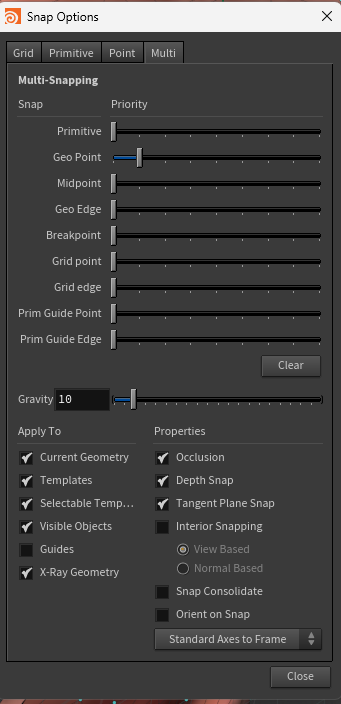 Snap Options
Grid Primitive Point Multi
Multi-Snapping
Snap Priority
Primitive
Geo Point
Midpoint
Geo Edge
Breakpoint
Grid point
Grid edge
Prim Guide Point
Prim Guide Edge
Clear
Gravity 10
Apply To Properties
Current Geometry Occlusion
Templates Depth Snap
Selectable Temp... Tangent Plane Snap
Visible Objects Interior Snapping
Guides View Based
X-Ray Geometry Normal Based
Snap Consolidate
Orient on Snap
Standard Axes to Frame
Close